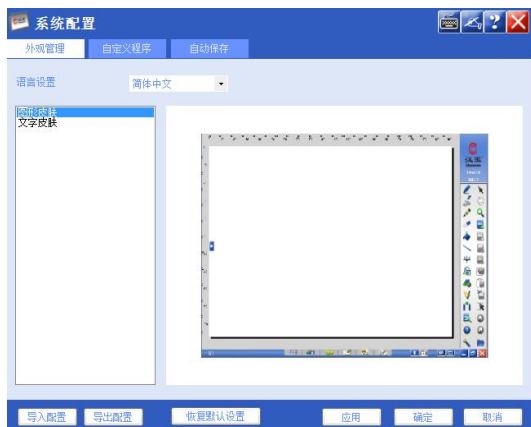 系统配置
外观管理 自定义程序 自动保存
语言设置 简体中文
图形皮肤
文字皮肤
导入配置 导出配置 恢复默认设置 应用 确定 取消